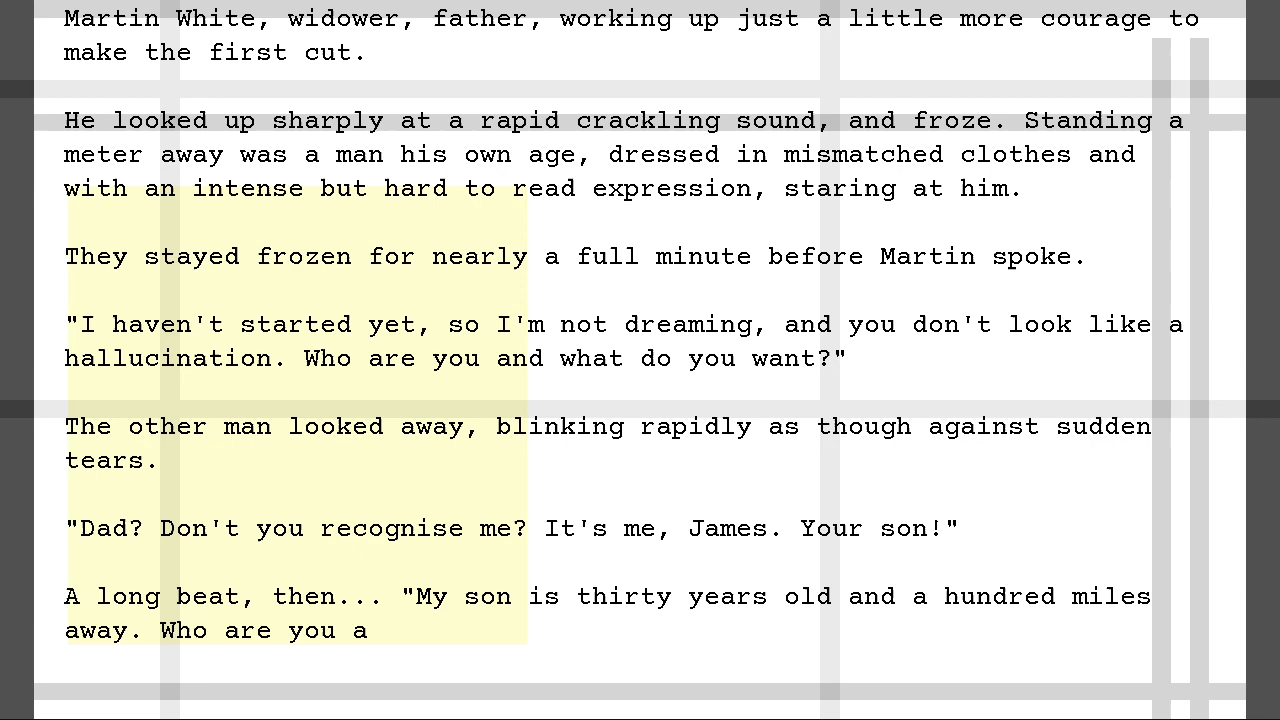 Martin White, widower, father, working up just a little more courage to
make the first cut.
He looked up sharply at a rapid crackling sound, and froze. Standing a
meter away was a man his own age, dressed in mismatched clothes and
with an intense but hard to read expression, staring at him.
They stayed frozen for nearly a full minute before Martin spoke.
"I haven't started yet, so I'm not dreaming, and you don't look like a
hallucination. Who are you and what do you want?"
The other man looked away, blinking rapidly as though against sudden
tears.
"Dad? Don't you recognise me? It's me, James. Your son!"
A long beat, then... "My son is thirty years old and a hundred miles
away. Who are you a